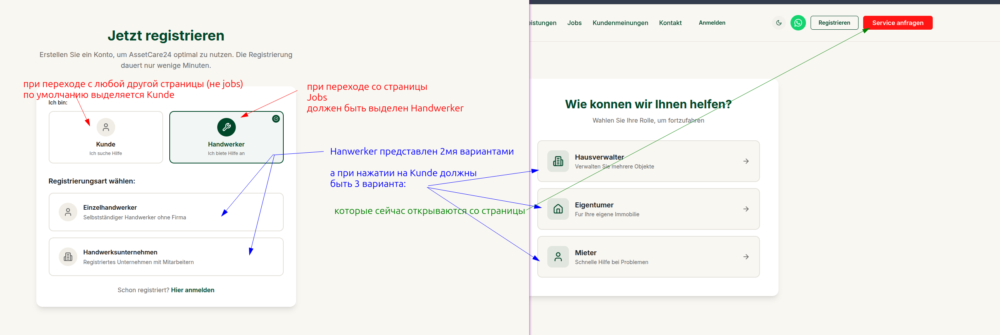 Jetzt registrieren
Erstellen Sie ein Konto, um AssetCare24 optimal zu nutzen. Die Registrierung
dauert nur wenige Minuten.
при переходе с любой другой страницы (не jobs)
по умолчанию выделяется Kunde
Ich bin:
Kunde
Ich suche Hilfe
Handwerker
Ich biete Hilfe an
Registrierungsart wählen:
Einzelhandwerker
Selbstständiger Handwerker ohne Firma
Handwerksunternehmen
Registriertes Unternehmen mit Mitarbeitern
Schon registriert? Hier anmelden
при переходе со страницы
Jobs
должен быть выделен Handwerker
Hanwerker представлен 2мя вариантами
а при нажатии на Kunde должны
быть 3 варианта:
которые сейчас открываются со страницы
eistungen
Jobs
Kundenmeinungen
Kontakt
Anmelden
Registrieren
Service anfragen
Wie konnen wir Ihnen helfen?
Wahlen Sie Ihre Rolle, um fortzufahren
Hausverwalter
Verwalten Sie mehrere Objekte
Eigentumer
Fur Ihre eigene Immobilie
Mieter
Schnelle Hilfe bei Problemen